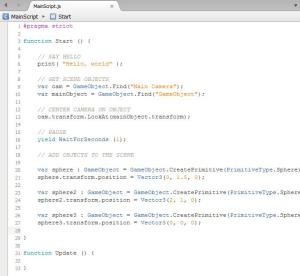 MainScript.js
MainScript ▸ Start
1 #pragma strict
2
3 function Start () {
4
5 // SAY HELLO
6 print( "Hello, world" );
7
8 // GET SCENE OBJECTS
9 var cam = GameObject.Find("Main Camera");
10 var mainObject = GameObject.Find("GameObject");
11
12 // CENTER CAMERA ON OBJECT
13 cam.transform.LookAt(mainObject.transform);
14
15 // PAUSE
16 yield WaitForSeconds (1);
17
18 // ADD OBJECTS TO THE SCENE
19
20 var sphere : GameObject = GameObject.CreatePrimitive(PrimitiveType.Sphere
21 sphere.transform.position = Vector3(0, 1.5, 0);
22
23 var sphere2 : GameObject = GameObject.CreatePrimitive(PrimitiveType.Spher
24 sphere2.transform.position = Vector3(2, 1, 0);
25
26 var sphere3 : GameObject = GameObject.CreatePrimitive(PrimitiveType.Spher
27 sphere3.transform.position = Vector3(0, 0, 0);
28
29 }
30
31 function Update () {
32
33 }